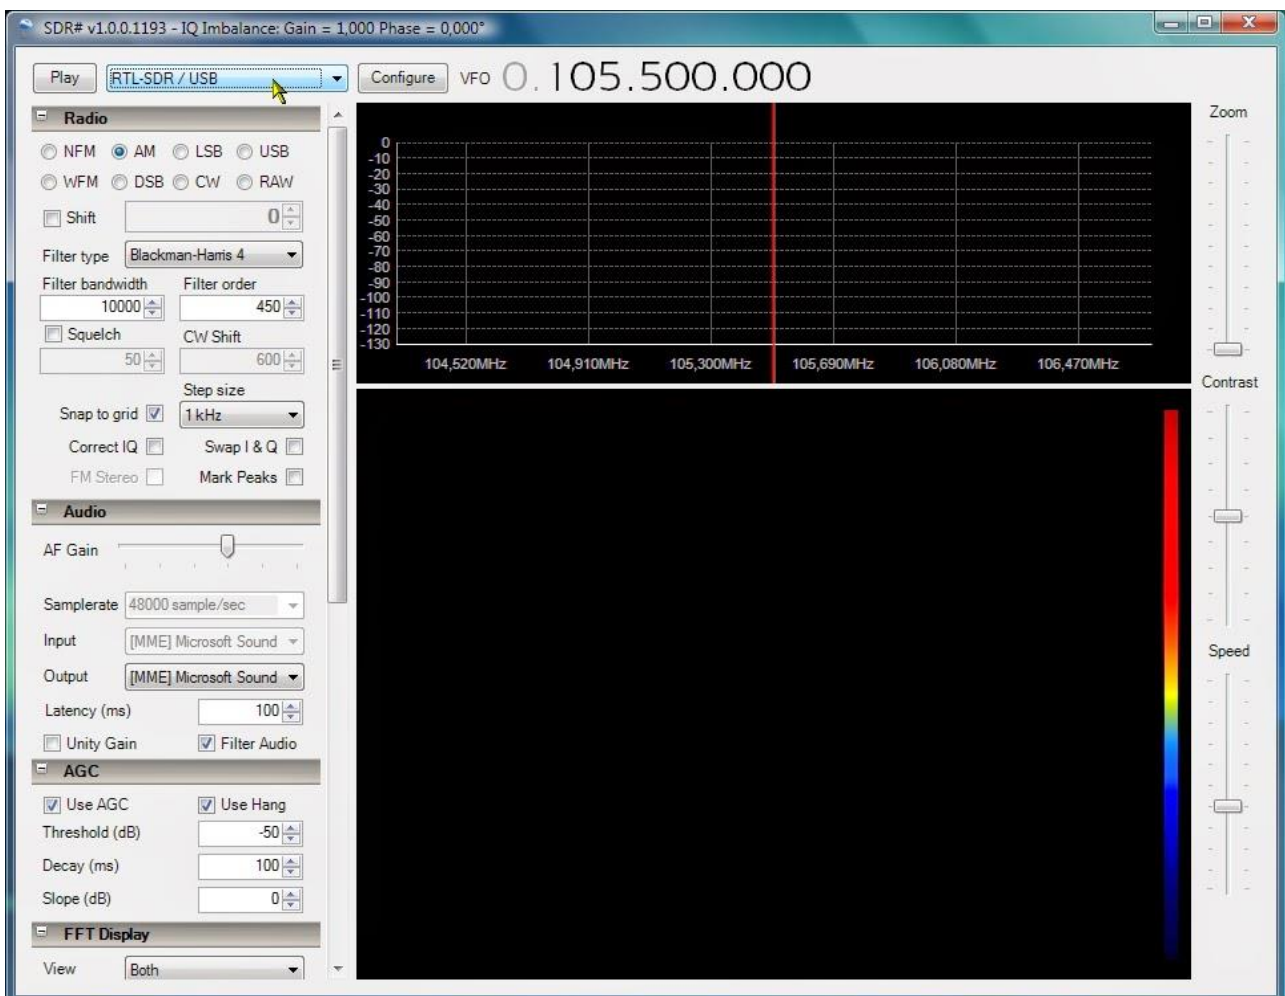 SDR# v1.0.0.1193 - IQ Imbalance: Gain = 1,000 Phase = 0,000°
Play RTL-SDR / USB Configure VFO 0.105.500.000
Radio
NFM AM LSB USB
WFM DSB CW RAW
Shift 0
Filter type Blackman-Harris 4
Filter bandwidth Filter order
10000 450
Squelch CW Shift
50 600
Step size
Snap to grid 1 kHz
Correct IQ Swap I & Q
FM Stereo Mark Peaks
Audio
AF Gain
Samplerate 48000 sample/sec
Input [MME] Microsoft Sound
Output [MME] Microsoft Sound
Latency (ms) 100
Unity Gain Filter Audio
AGC
Use AGC Use Hang
Threshold (dB) -50
Decay (ms) 100
Slope (dB) 0
FFT Display
View Both
0
-10
-20
-30
-40
-50
-60
-70
-80
-90
-100
-110
-120
-130
104,520MHz 104,910MHz 105,300MHz 105,690MHz 106,080MHz 106,470MHz
Zoom
Contrast
Speed